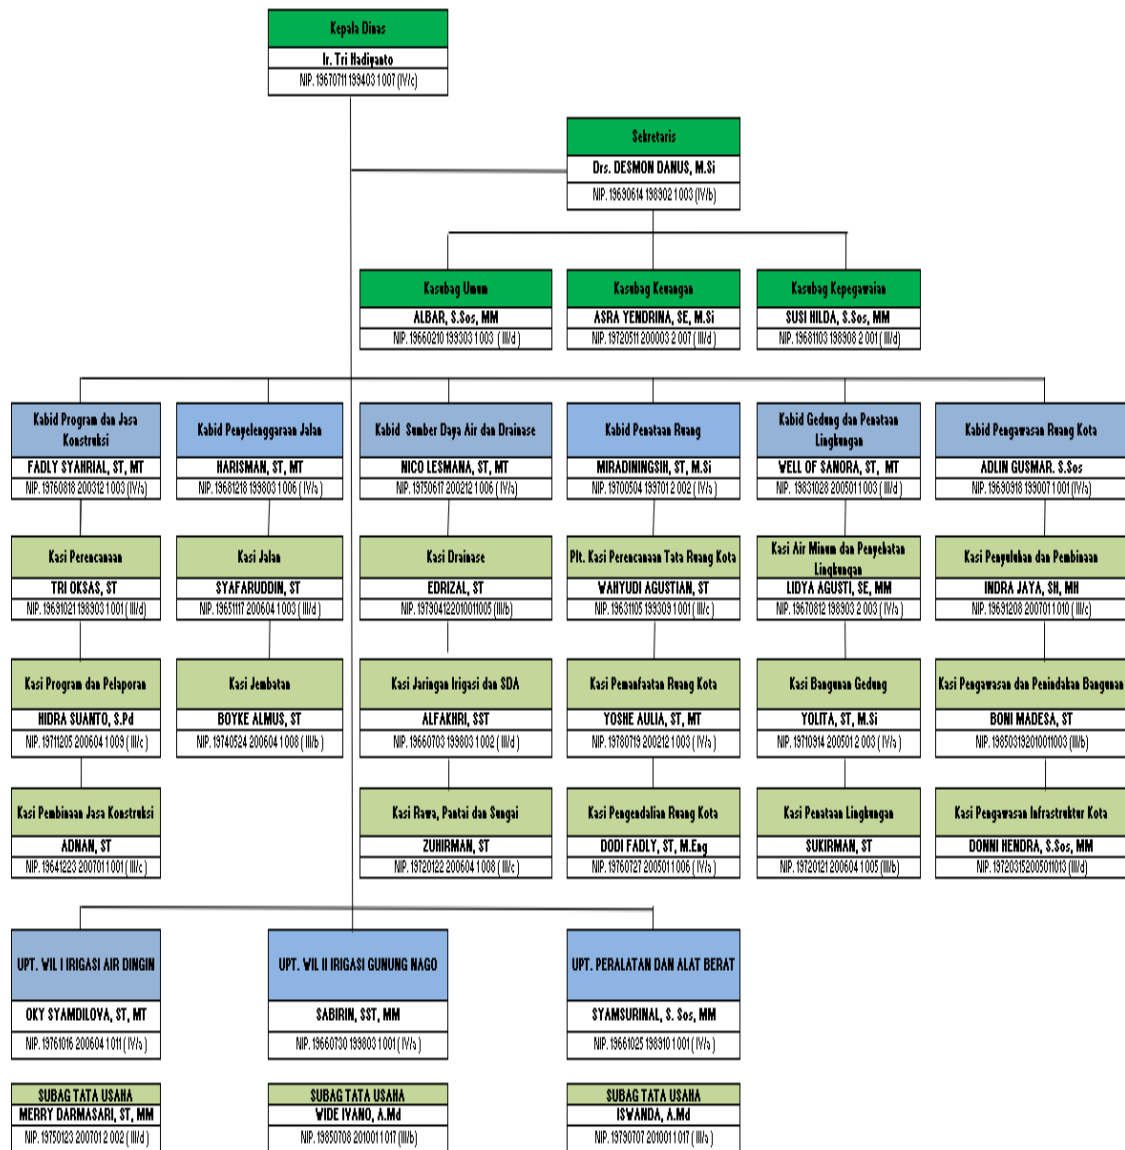 Kepala Dinas
Ir. Tri Hadiyanto
NIP. 19670711 199403 1 007 (IV/c)
Sekretaris
Drs. DESMON DANUS, M.Si
NIP. 19690614 198902 1 003 (IV/b)
Kasubag Umum
ALBAR, S.Sos, MM
NIP. 19660210 199303 1 003 ( III/d )
Kasubag Keuangan
ASRA YENDRINA, SE, M.Si
NIP. 19720511 200003 2 007 ( III/d )
Kasubag Kepegawaian
SUSI HILDA, S.Sos, MM
NIP. 19681103 198908 2 001 ( III/d )
Kabid Program dan Jasa
Konstruksi
FADLY SYAHRIAL, ST, MT
NIP. 19760818 200312 1 003 (IV/a)
Kabid Penyelenggaraan Jalan
HARISMAN, ST, MT
NIP. 19681218 199803 1 006 ( IV/a )
Kabid Sumber Daya Air dan Drainase
NICO LESMANA, ST, MT
NIP. 19750617 200212 1 006 ( IV/a )
Kabid Penataan Ruang
MIRADININGSIH, ST, M.Si
NIP. 19700504 199701 2 002 ( IV/a )
Kabid Gedung dan Penataan
Lingkungan
WELL OF SANORA, ST, MT
NIP. 19831028 200501 1 003 ( III/d )
Kabid Pengawasan Ruang Kota
ADLIN GUSMAR. S.Sos
NIP. 19690918 199007 1 001 (IV/a)
Kasi Perencanaan
TRI OKSAS, ST
NIP. 19691021 198903 1 001 ( III/d )
Kasi Jalan
SYAFARUDDIN, ST
NIP. 19651117 200604 1 003 ( III/d )
Kasi Drainase
EDRIZAL, ST
NIP. 197904122010011005 (III/b)
Plt. Kasi Perencanaan Tata Ruang Kota
WAHYUDI AGUSTIAN, ST
NIP. 19631105 199309 1 001 ( III/c )
Kasi Air Minum dan Penyehatan
Lingkungan
LIDYA AGUSTI, SE, MM
NIP. 19670812 198903 2 003 ( IV/a )
Kasi Penyuluhan dan Pembinaan
INDRA JAYA, SH, MH
NIP. 19691208 200701 1 010 ( III/c )
Kasi Program dan Pelaporan
HIDRA SUANTO, S.Pd
NIP. 19711205 200604 1 009 ( III/c )
Kasi Jembatan
BOYKE ALMUS, ST
NIP. 19740524 200604 1 008 ( III/b )
Kasi Jaringan Irigasi dan SDA
ALFAKHRI, SST
NIP. 19660703 199803 1 002 ( III/d )
Kasi Pemanfaatan Ruang Kota
YOSHE AULIA, ST, MT
NIP. 19780719 200212 1 003 ( IV/a )
Kasi Bangunan Gedung
YOLITA, ST, M.Si
NIP. 19710914 200501 2 003 ( IV/a )
Kasi Pengawasan dan Penindakan Bangunan
BONI MADESA, ST
NIP. 198503192010011003 ( III/b )
Kasi Pembinaan Jasa Konstruksi
ADNAN, ST
NIP. 19641223 200701 1 001 ( III/c )
Kasi Rawa, Pantai dan Sungai
ZUHIRMAN, ST
NIP. 19720122 200604 1 008 ( III/c )
Kasi Pengendalian Ruang Kota
DODI FADLY, ST, M.Eng
NIP. 19760727 200501 1 006 ( IV/a )
Kasi Penataan Lingkungan
SUKIRMAN, ST
NIP. 19720121 200604 1 005 ( III/b )
Kasi Pengawasan Infrastruktur Kota
DONNI HENDRA, S.Sos, MM
NIP. 197203152005011013 (III/d)
UPT. WIL I IRIGASI AIR DINGIN
OKY SYAMDILOVA, ST, MT
NIP. 19761016 200604 1 011 ( IV/a )
UPT. WIL II IRIGASI GUNUNG NAGO
SABIRIN, SST, MM
NIP. 19660730 199803 1 001 ( IV/a )
UPT. PERALATAN DAN ALAT BERAT
SYAMSURINAL, S. Sos, MM
NIP. 19661025 198910 1 001 ( IV/a )
SUBAG TATA USAHA
MERRY DARMASARI, ST, MM
NIP. 19750123 200701 2 002 ( III/d )
SUBAG TATA USAHA
WIDE IVANO, A.Md
NIP. 19850708 201001 1 017 (III/b)
SUBAG TATA USAHA
ISWANDA, A.Md
NIP. 19790707 201001 1 017 ( III/a )